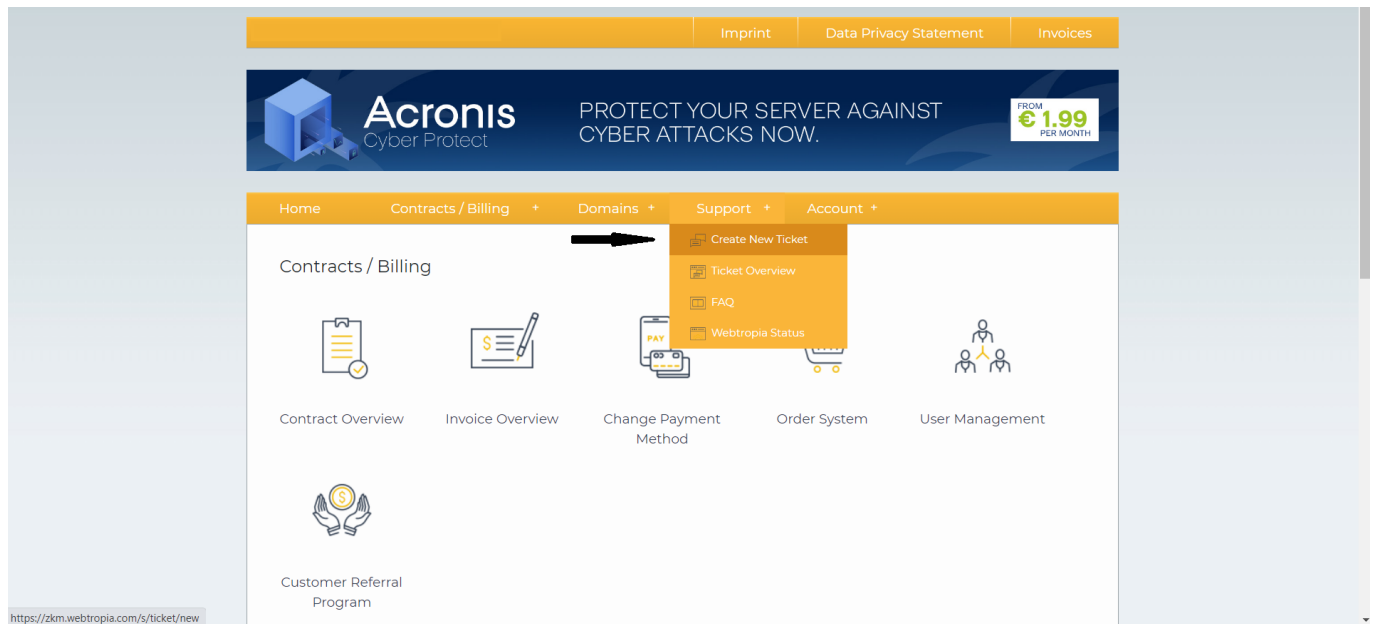 Imprint Data Privacy Statement Invoices
Acronis
Cyber Protect
PROTECT YOUR SERVER AGAINST
CYBER ATTACKS NOW.
FROM
€ 1.99
PER MONTH
Home Contracts / Billing + Domains + Support + Account +
Create New Ticket
Ticket Overview
FAQ
Webtropia Status
Contracts / Billing
$
PAY
Contract Overview Invoice Overview Change Payment Method Order System User Management
$
Customer Referral
Program
https://zkm.webtropia.com/s/ticket/new